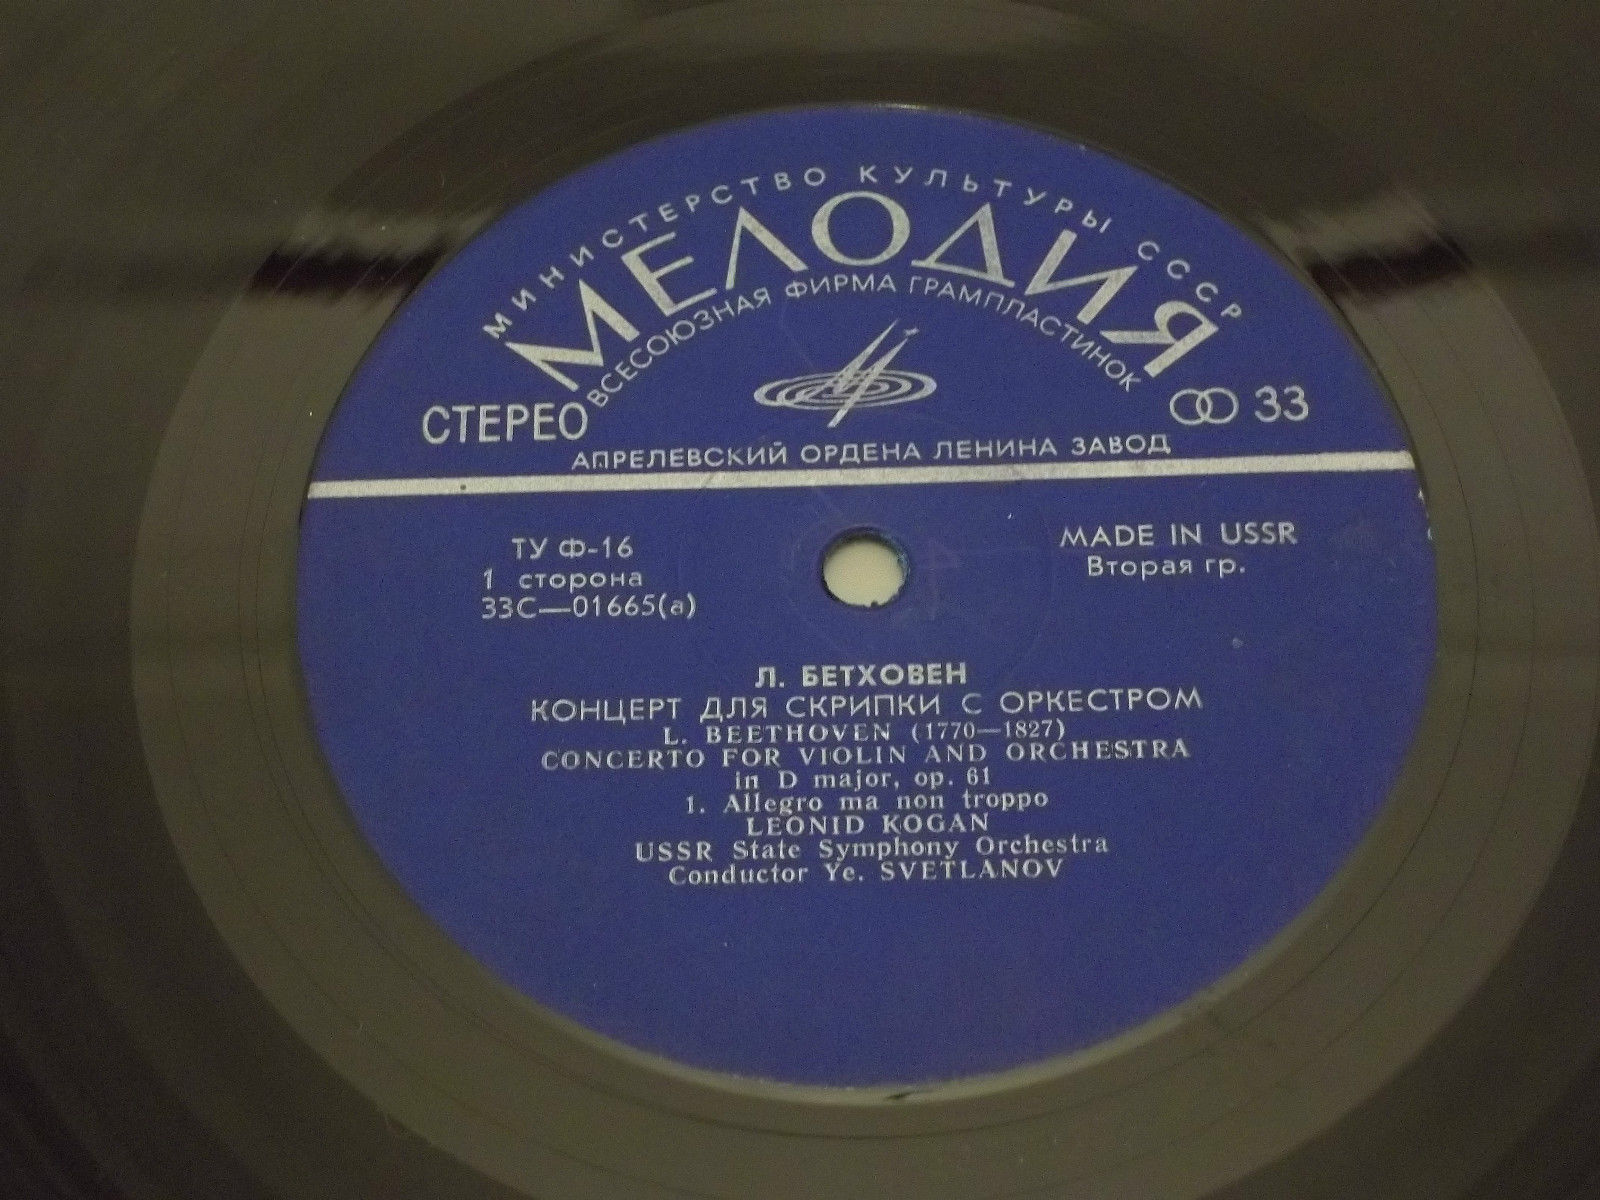 МИНИСТЕРСТВО КУЛЬТУРЫ СССР
МЕЛОДИЯ
ВСЕСОЮЗНАЯ ФИРМА ГРАМПЛАСТИНОК
СТЕРЕО
33
АПРЕЛЕВСКИЙ ОРДЕНА ЛЕНИНА ЗАВОД
ТУ Ф-16
1 сторона
33С—01665(а)
MADE IN USSR
Вторая гр.
Л. БЕТХОВЕН
КОНЦЕРТ ДЛЯ СКРИПКИ С ОРКЕСТРОМ
L. BEETHOVEN (1770—1827)
CONCERTO FOR VIOLIN AND ORCHESTRA
in D major, op. 61
1. Allegro ma non troppo
LEONID KOGAN
USSR State Symphony Orchestra
Conductor Ye. SVETLANOV